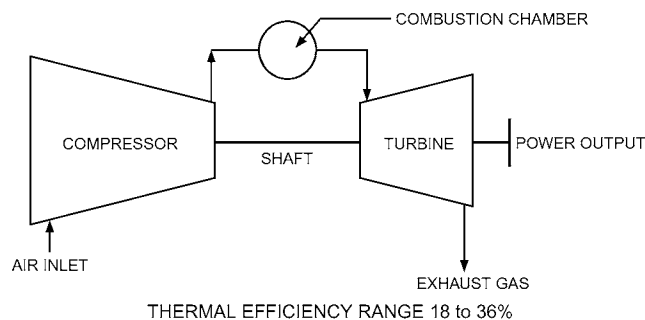 COMBUSTION CHAMBER
COMPRESSOR
SHAFT
TURBINE
POWER OUTPUT
AIR INLET
EXHAUST GAS
THERMAL EFFICIENCY RANGE 18 to 36%